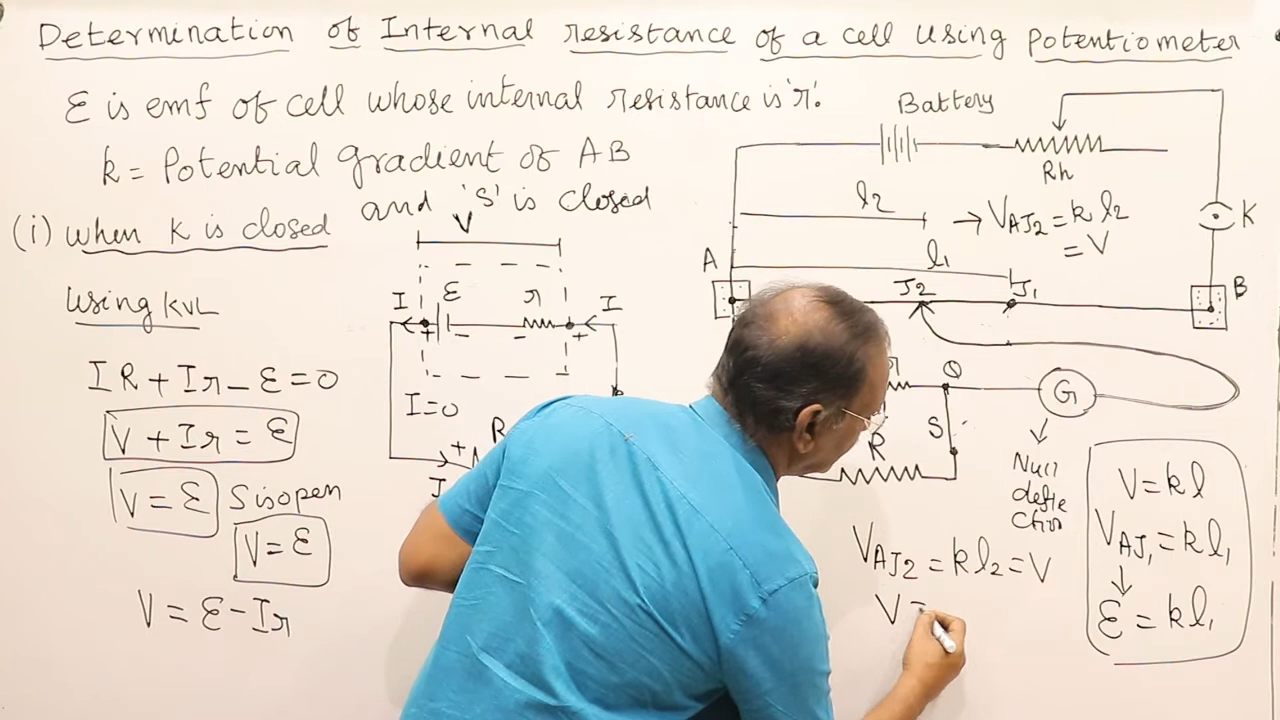 Determination of Internal resistance of a cell using potentiometer
ε is emf of cell whose internal resistance is 'r'.
k = Potential gradient of AB
and 'S' is closed
(i) when K is closed
using KVL
IR + Ir - ε = 0
V + Ir = ε
V = ε S is open
V = ε
V = ε - Ir
V
I ε r I
+ - - +
I = 0
+ R
I
Battery
Rh
K
l2 → VAJ2 = k l2
= V
l1
A J2 J1 B
r Q G
S
R
Null
defle
ction
VAJ2 = k l2 = V
V =
V = kl
VAJ1 = kl1
↓
ε = kl1